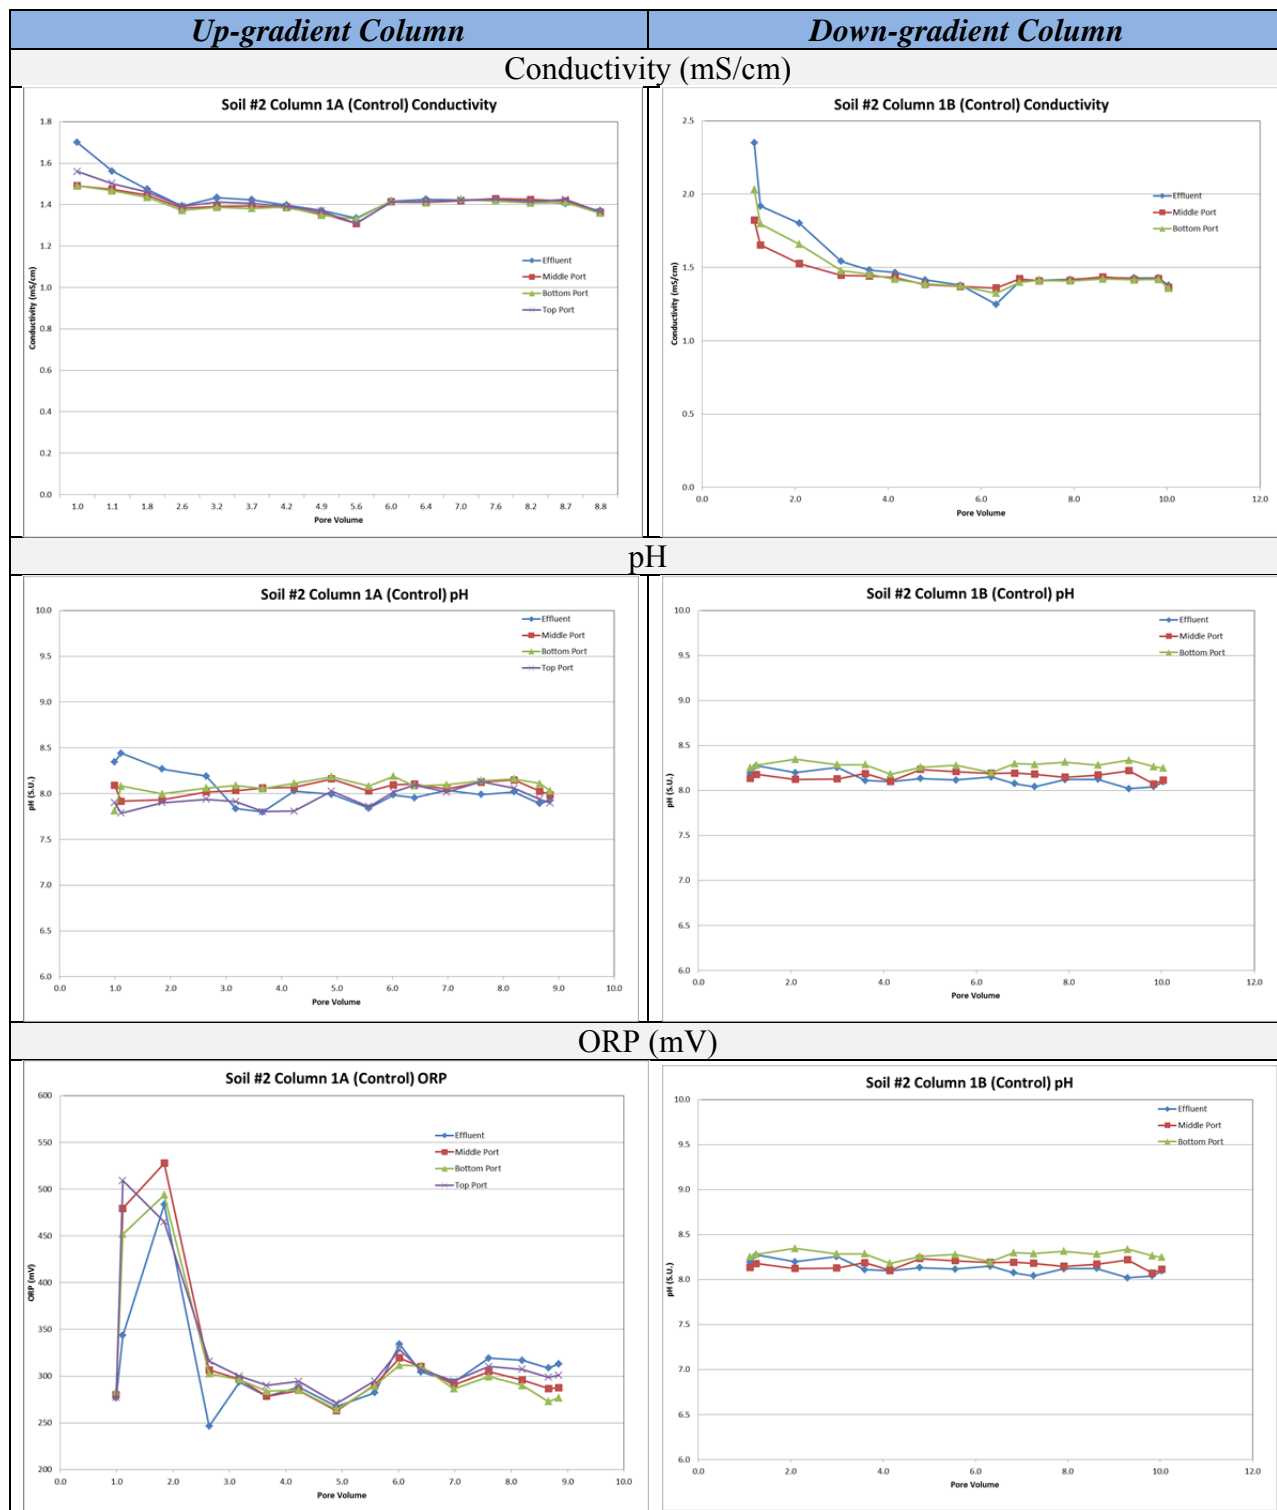 Up-gradient Column
Down-gradient Column
Conductivity (mS/cm)
Soil #2 Column 1A (Control) Conductivity
1.8
1.6
1.4
1.2
1.0
0.8
0.6
0.4
0.2
0.0
Conductivity (mS/cm)
Effluent
Middle Port
Bottom Port
Top Port
1.0 1.1 1.8 2.6 3.2 3.7 4.2 4.9 5.6 6.0 6.4 7.0 7.6 8.2 8.7 8.8
Pore Volume
Soil #2 Column 1B (Control) Conductivity
2.5
2.0
1.5
1.0
0.5
0.0
Conductivity (mS/cm)
Effluent
Middle Port
Bottom Port
0.0 2.0 4.0 6.0 8.0 10.0 12.0
Pore Volume
pH
Soil #2 Column 1A (Control) pH
10.0
9.5
9.0
8.5
8.0
7.5
7.0
6.5
6.0
pH (S.U.)
Effluent
Middle Port
Bottom Port
Top Port
0.0 1.0 2.0 3.0 4.0 5.0 6.0 7.0 8.0 9.0 10.0
Pore Volume
Soil #2 Column 1B (Control) pH
10.0
9.5
9.0
8.5
8.0
7.5
7.0
6.5
6.0
pH (S.U.)
Effluent
Middle Port
Bottom Port
0.0 2.0 4.0 6.0 8.0 10.0 12.0
Pore Volume
ORP (mV)
Soil #2 Column 1A (Control) ORP
600
550
500
450
400
350
300
250
200
ORP (mV)
Effluent
Middle Port
Bottom Port
Top Port
0.0 1.0 2.0 3.0 4.0 5.0 6.0 7.0 8.0 9.0 10.0
Pore Volume
Soil #2 Column 1B (Control) pH
10.0
9.5
9.0
8.5
8.0
7.5
7.0
6.5
6.0
pH (S.U.)
Effluent
Middle Port
Bottom Port
0.0 2.0 4.0 6.0 8.0 10.0 12.0
Pore Volume